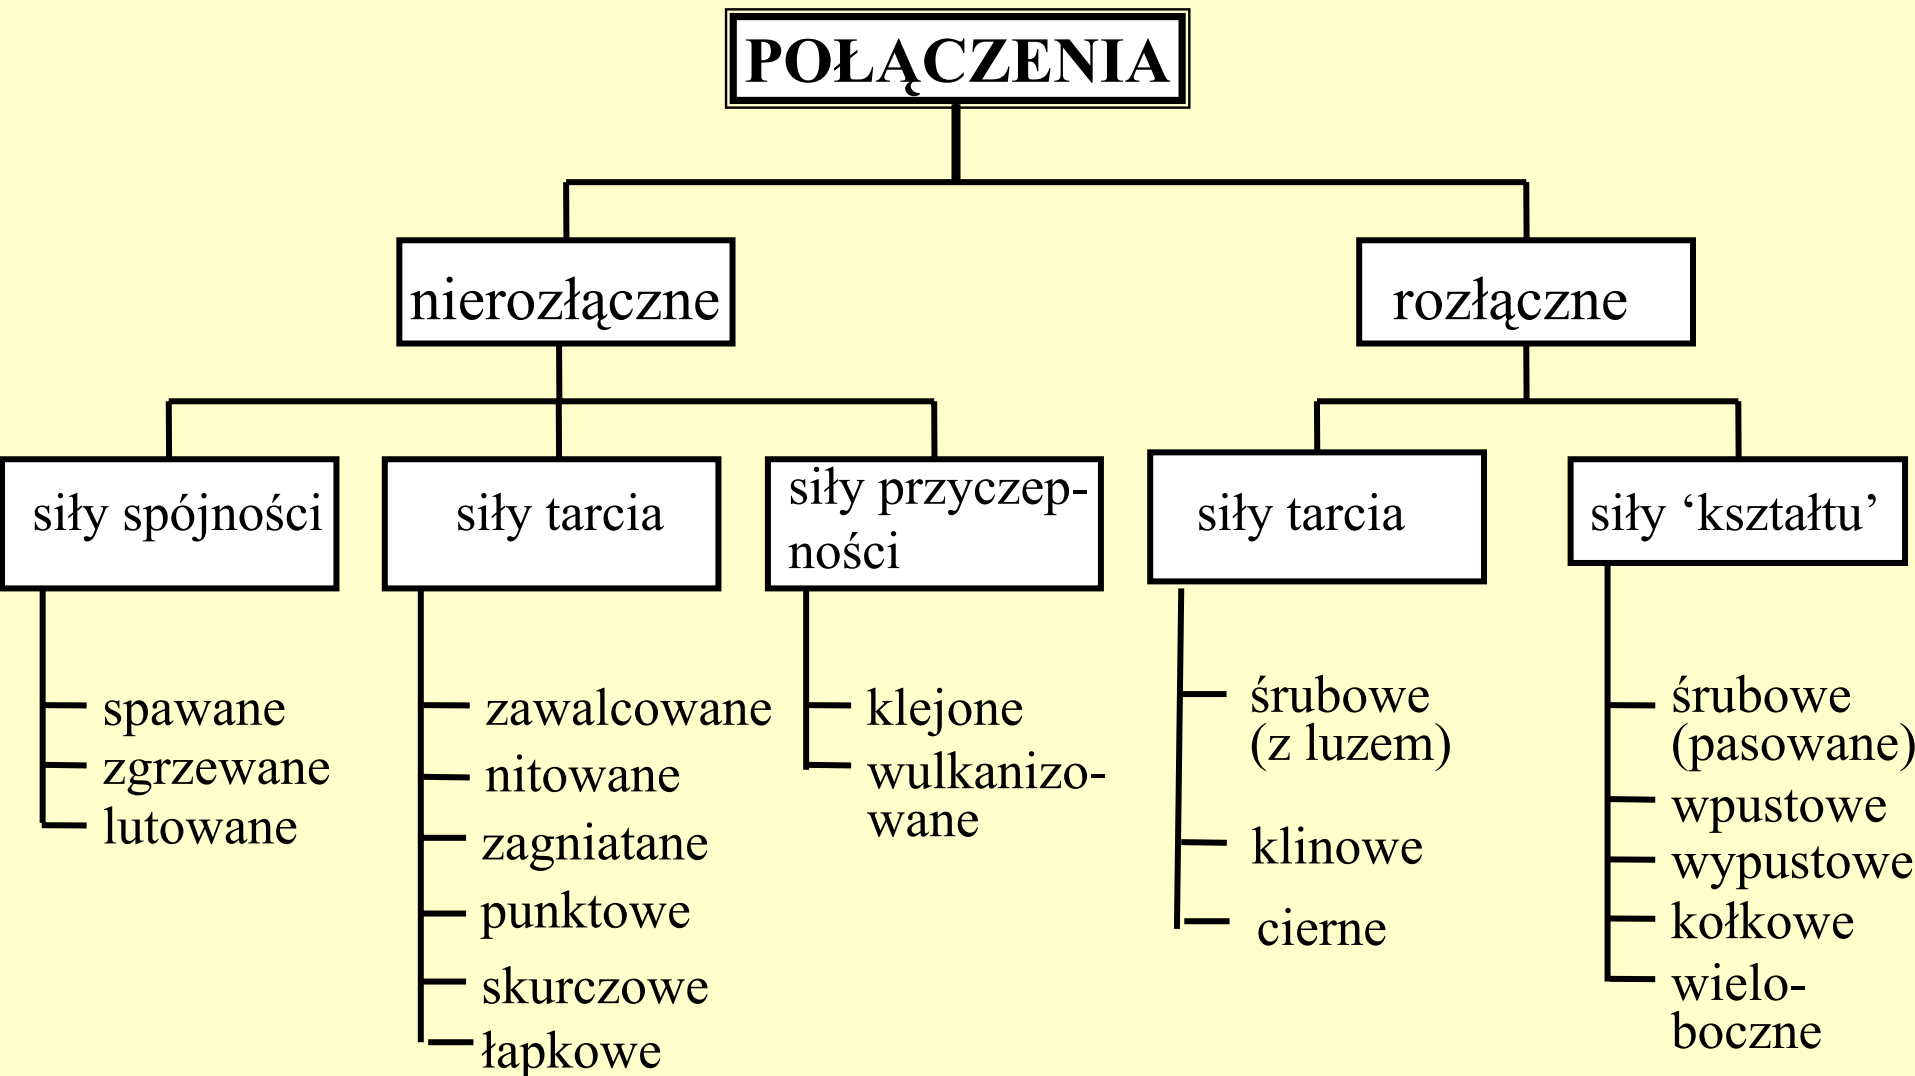 POŁĄCZENIA
nierozłączne
rozłączne
siły spójności
siły tarcia
siły przyczep-
ności
siły tarcia
siły ‘kształtu’
spawane
zgrzewane
lutowane
zawalcowane
nitowane
zagniatane
punktowe
skurczowe
łapkowe
klejone
wulkanizo-
wane
śrubowe
(z luzem)
klinowe
cierne
śrubowe
(pasowane)
wpustowe
wypustowe
kołkowe
wielo-
boczne